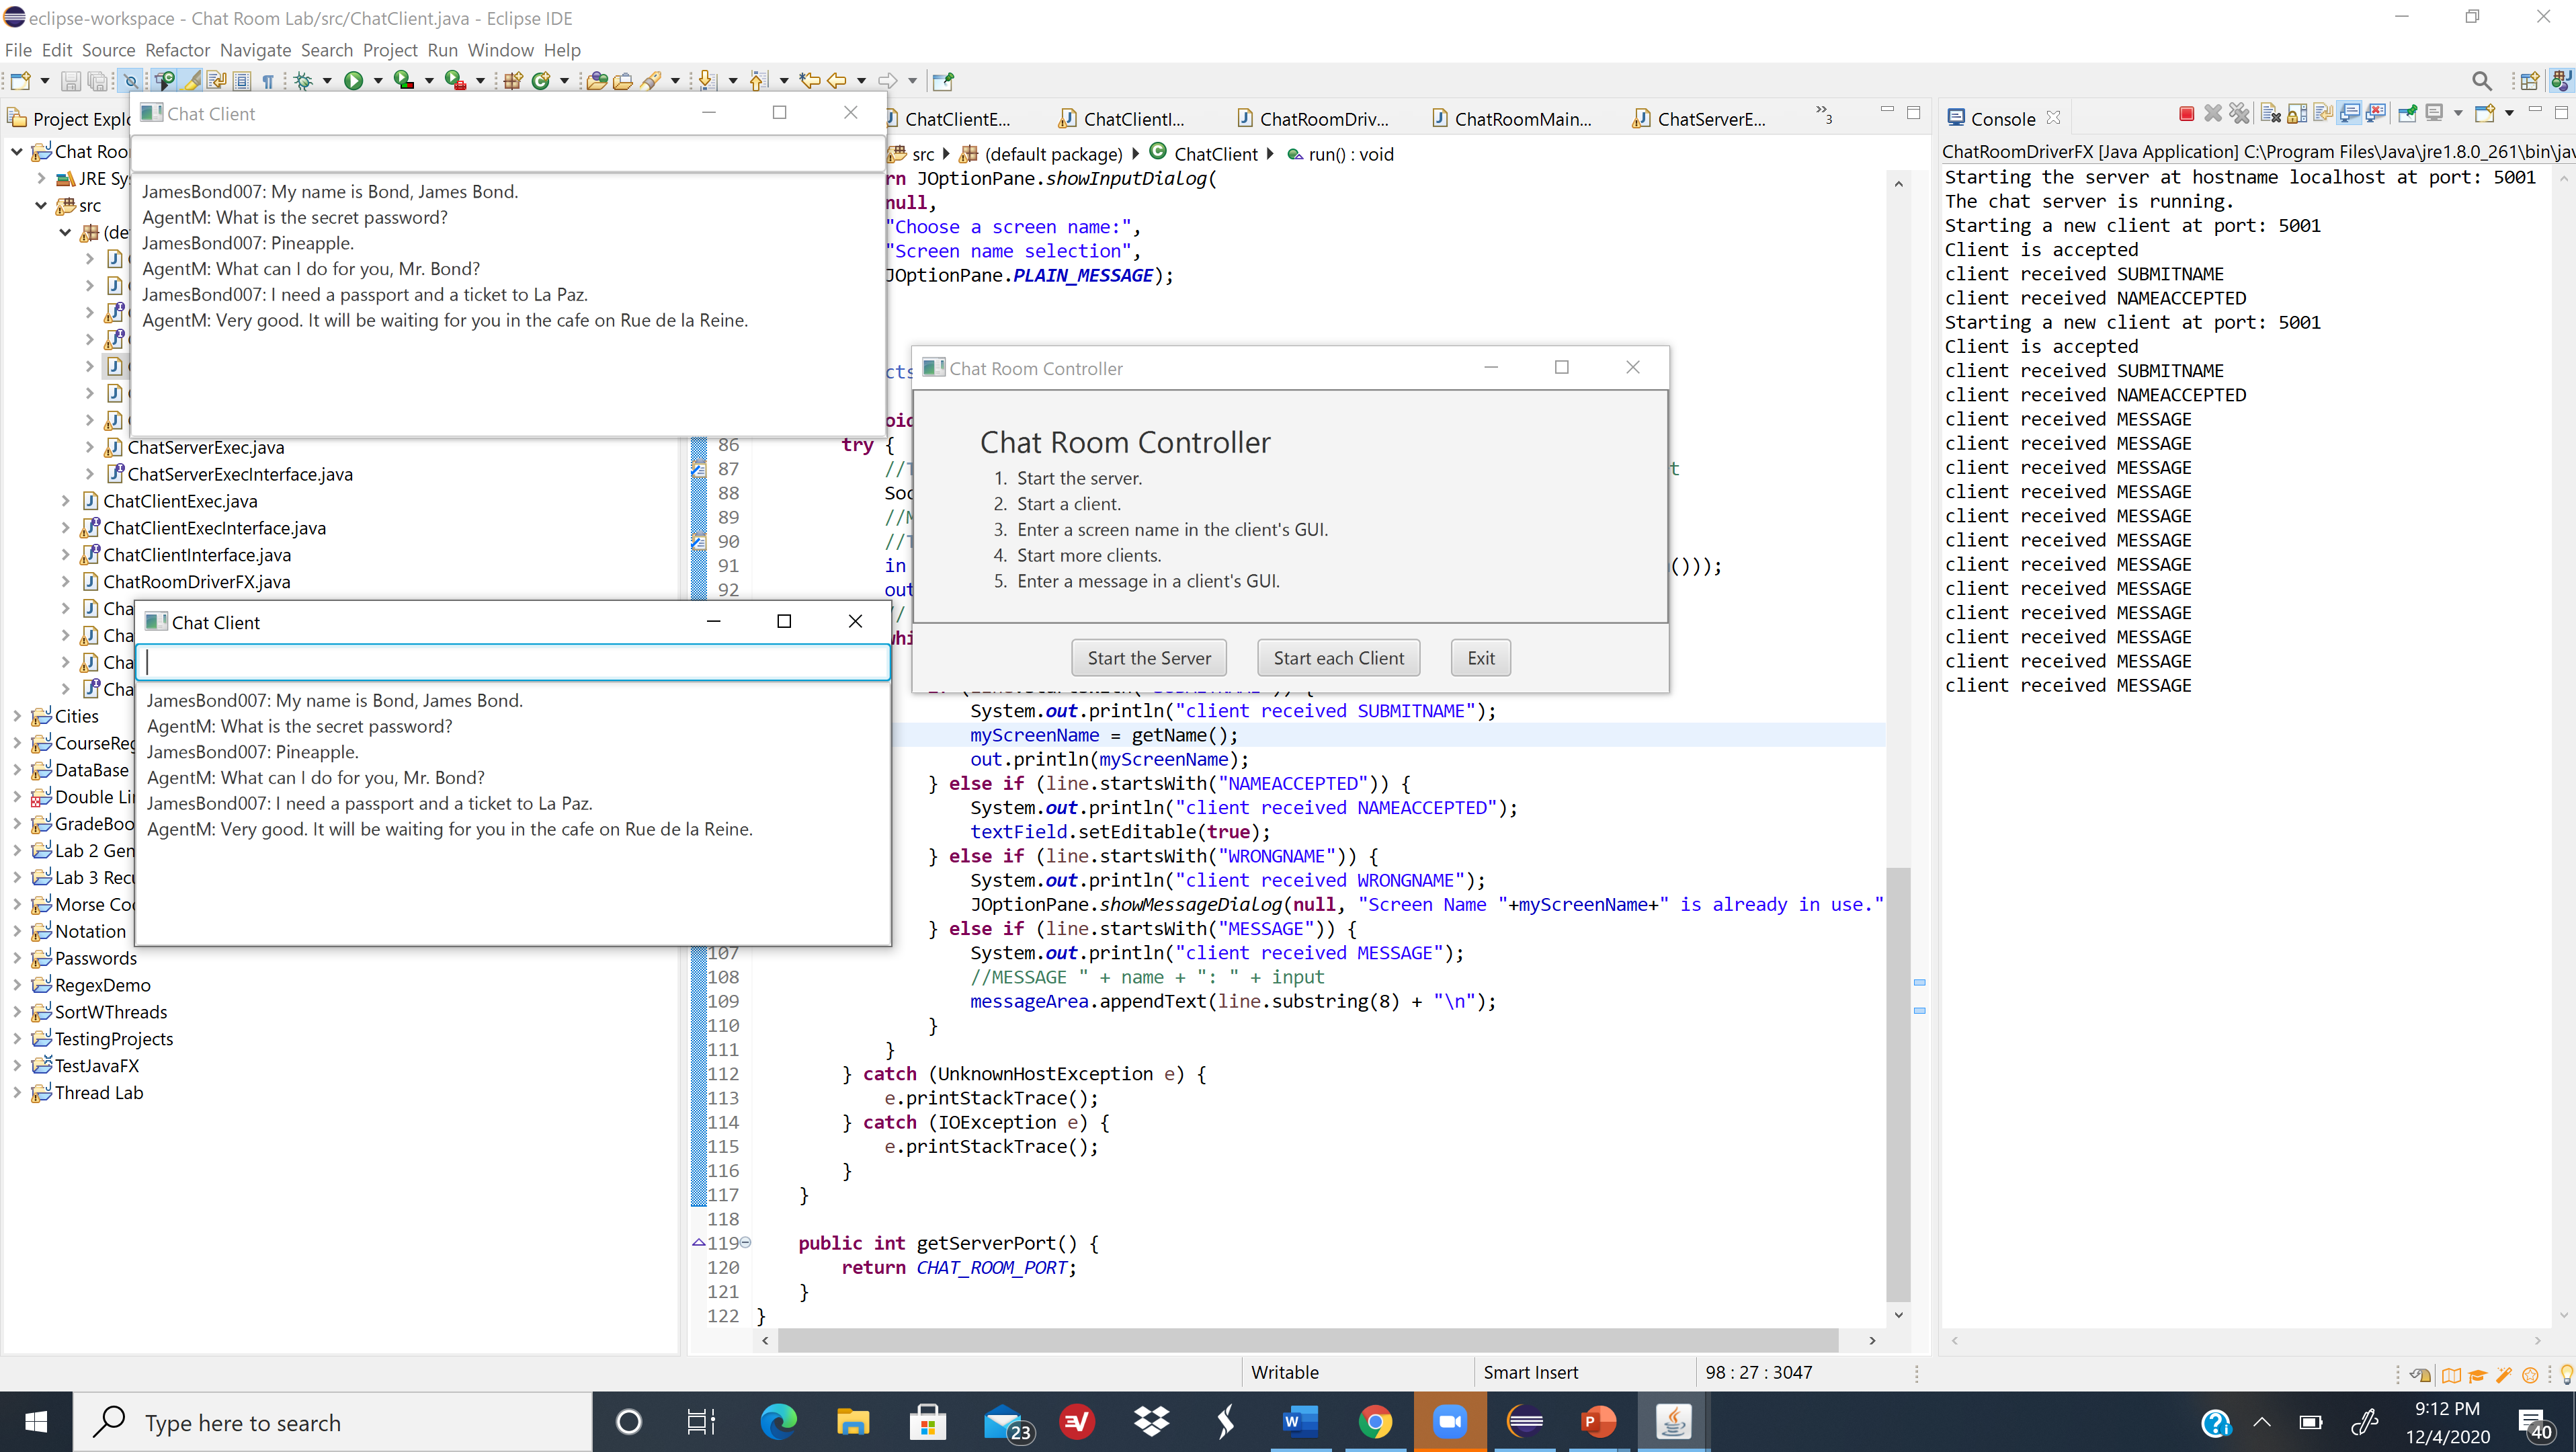 eclipse-workspace - Chat Room Lab/src/ChatClient.java - Eclipse IDE
File Edit Source Refactor Navigate Search Project Run Window Help
Project Explo
Chat Roo
JRE Sy
src
(de
ChatServerExec.java
ChatServerExecInterface.java
ChatClientExec.java
ChatClientExecInterface.java
ChatClientInterface.java
ChatRoomDriverFX.java
Cha
Cha
Cha
Cha
Cities
CourseReg
DataBase
Double Li
GradeBoo
Lab 2 Gen
Lab 3 Recu
Morse Co
Notation
Passwords
RegexDemo
SortWThreads
TestingProjects
TestJavaFX
Thread Lab
Chat Client
JamesBond007: My name is Bond, James Bond.
AgentM: What is the secret password?
JamesBond007: Pineapple.
AgentM: What can I do for you, Mr. Bond?
JamesBond007: I need a passport and a ticket to La Paz.
AgentM: Very good. It will be waiting for you in the cafe on Rue de la Reine.
Chat Client
JamesBond007: My name is Bond, James Bond.
AgentM: What is the secret password?
JamesBond007: Pineapple.
AgentM: What can I do for you, Mr. Bond?
JamesBond007: I need a passport and a ticket to La Paz.
AgentM: Very good. It will be waiting for you in the cafe on Rue de la Reine.
ChatClientE... ChatClientI... ChatRoomDriv... ChatRoomMain... ChatServerE... »3
src (default package) ChatClient run() : void
rn JOptionPane.showInputDialog(
null,
"Choose a screen name:",
"Screen name selection",
JOptionPane.PLAIN_MESSAGE);
cts
oid
86 try {
87 //T t
88 Soc
89 //M
90 //T
91 in ()));
92 out
//
whi
Chat Room Controller
Chat Room Controller
1. Start the server.
2. Start a client.
3. Enter a screen name in the client's GUI.
4. Start more clients.
5. Enter a message in a client's GUI.
Start the Server Start each Client Exit
System.out.println("client received SUBMITNAME");
myScreenName = getName();
out.println(myScreenName);
} else if (line.startsWith("NAMEACCEPTED")) {
System.out.println("client received NAMEACCEPTED");
textField.setEditable(true);
} else if (line.startsWith("WRONGNAME")) {
System.out.println("client received WRONGNAME");
JOptionPane.showMessageDialog(null, "Screen Name "+myScreenName+" is already in use."
} else if (line.startsWith("MESSAGE")) {
107 System.out.println("client received MESSAGE");
108 //MESSAGE " + name + ": " + input
109 messageArea.appendText(line.substring(8) + "\n");
110 }
111 }
112 } catch (UnknownHostException e) {
113 e.printStackTrace();
114 } catch (IOException e) {
115 e.printStackTrace();
116 }
117 }
118
119 public int getServerPort() {
120 return CHAT_ROOM_PORT;
121 }
122 }
Console
ChatRoomDriverFX [Java Application] C:\Program Files\Java\jre1.8.0_261\bin\jav
Starting the server at hostname localhost at port: 5001
The chat server is running.
Starting a new client at port: 5001
Client is accepted
client received SUBMITNAME
client received NAMEACCEPTED
Starting a new client at port: 5001
Client is accepted
client received SUBMITNAME
client received NAMEACCEPTED
client received MESSAGE
client received MESSAGE
client received MESSAGE
client received MESSAGE
client received MESSAGE
client received MESSAGE
client received MESSAGE
client received MESSAGE
client received MESSAGE
client received MESSAGE
client received MESSAGE
client received MESSAGE
Writable Smart Insert 98 : 27 : 3047
Type here to search
23
9:12 PM
12/4/2020
40